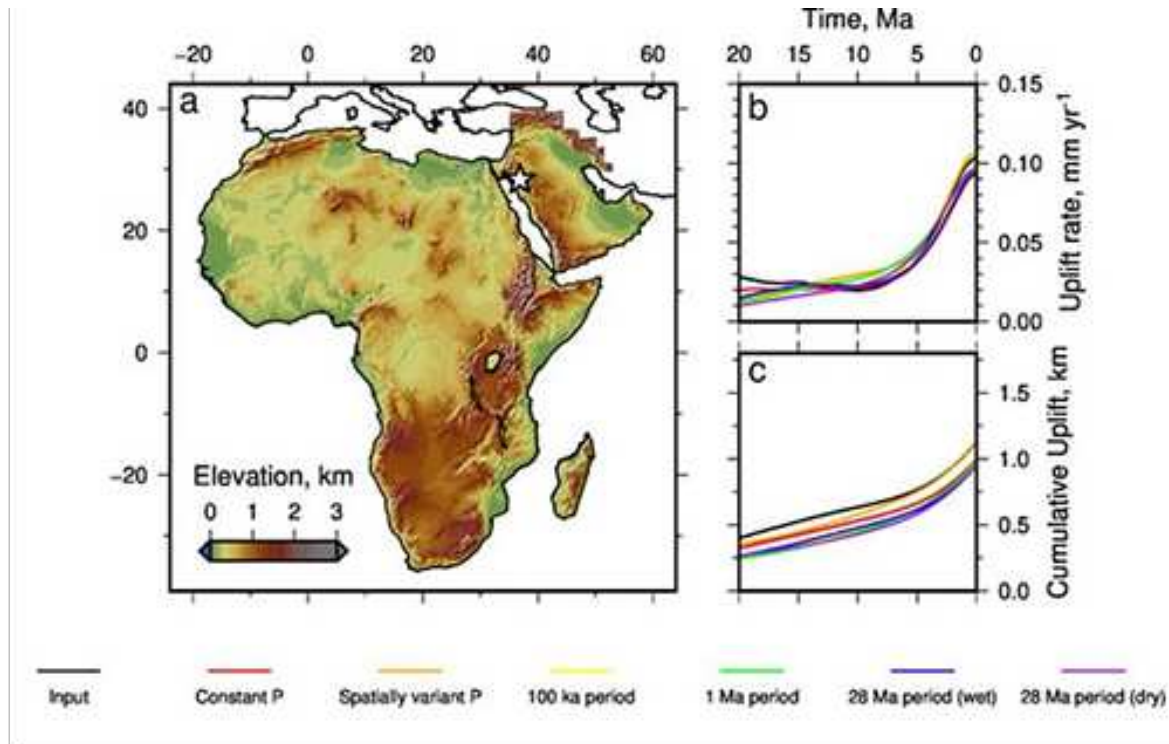 Time, Ma
−20 0 20 40 60
20 15 10 5 0
a
40
20
0
−20
Elevation, km
0 1 2 3
b
0.15
0.10
0.05
0.00
Uplift rate, mm yr⁻¹
c
1.5
1.0
0.5
0.0
Cumulative Uplift, km
Input
Constant P
Spatially variant P
100 ka period
1 Ma period
28 Ma period (wet)
28 Ma period (dry)